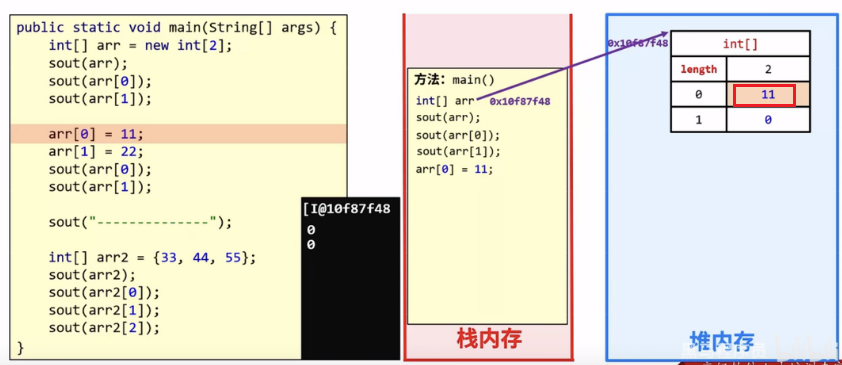 public static void main(String[] args) {
int[] arr = new int[2];
sout(arr);
sout(arr[0]);
sout(arr[1]);
arr[0] = 11;
arr[1] = 22;
sout(arr[0]);
sout(arr[1]);
sout("--------------");
int[] arr2 = {33, 44, 55};
sout(arr2);
sout(arr2[0]);
sout(arr2[1]);
sout(arr2[2]);
}
[I@10f87f48
0
0
方法: main()
int[] arr 0x10f87f48
sout(arr);
sout(arr[0]);
sout(arr[1]);
arr[0] = 11;
栈内存
0x10f87f48
int[]
length 2
0 11
1 0
堆内存